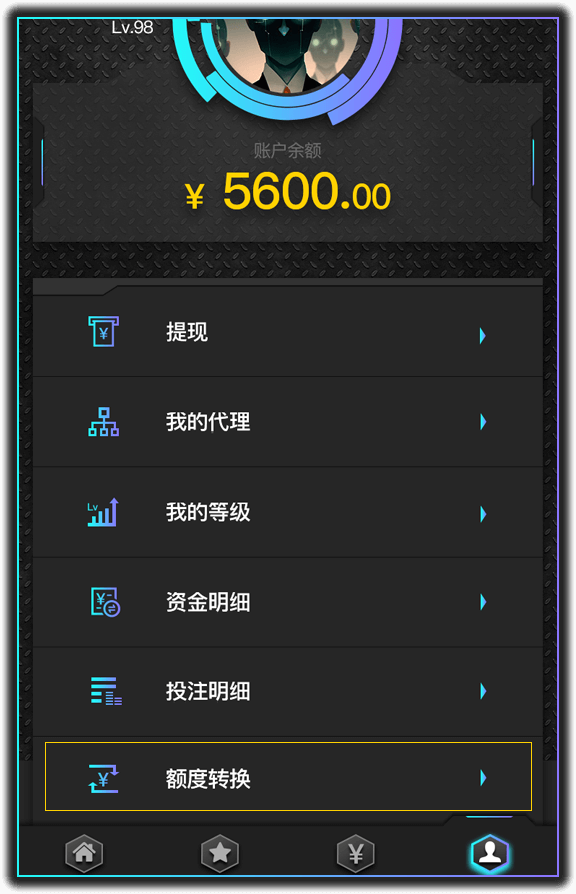 Lv.98
账户余额
¥ 5600.00
¥ 提现
我的代理
Lv 我的等级
¥ 资金明细
投注明细
¥ 额度转换
¥